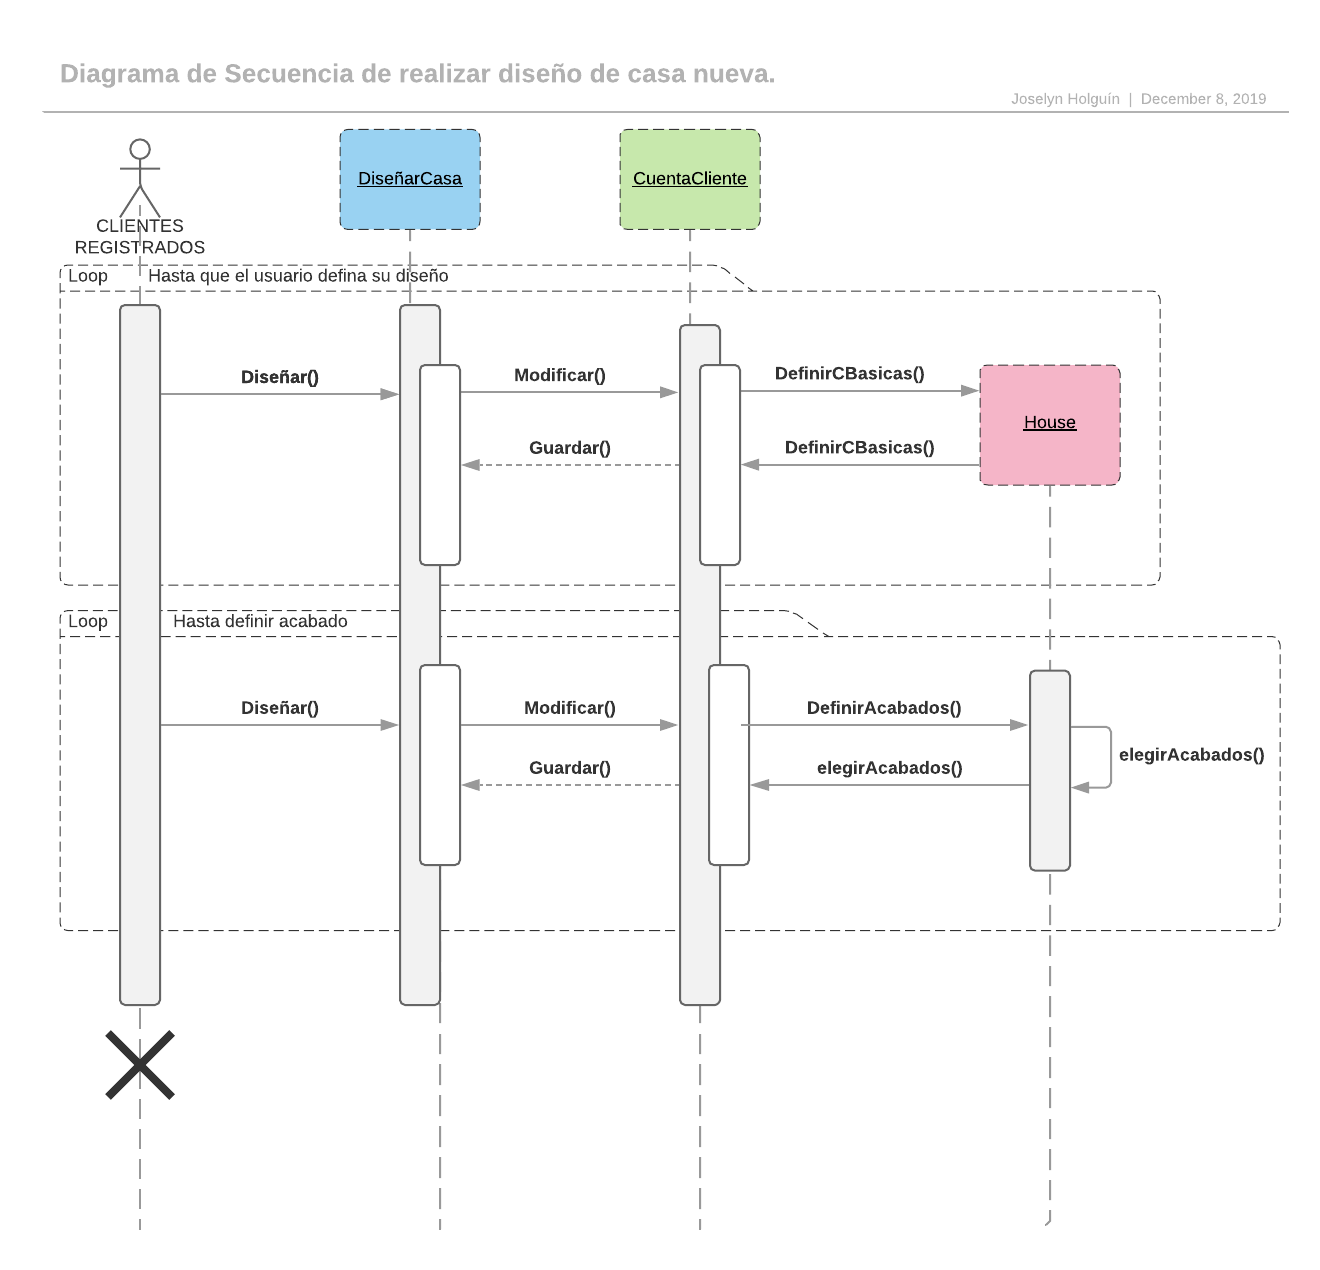 Diagrama de Secuencia de realizar diseño de casa nueva.
Joselyn Holguín | December 8, 2019
DiseñarCasa
CuentaCliente
CLIENTES
REGISTRADOS
Loop Hasta que el usuario defina su diseño
Diseñar()
Modificar()
DefinirCBasicas()
House
Guardar()
DefinirCBasicas()
Loop Hasta definir acabado
Diseñar()
Modificar()
DefinirAcabados()
elegirAcabados()
Guardar()
elegirAcabados()